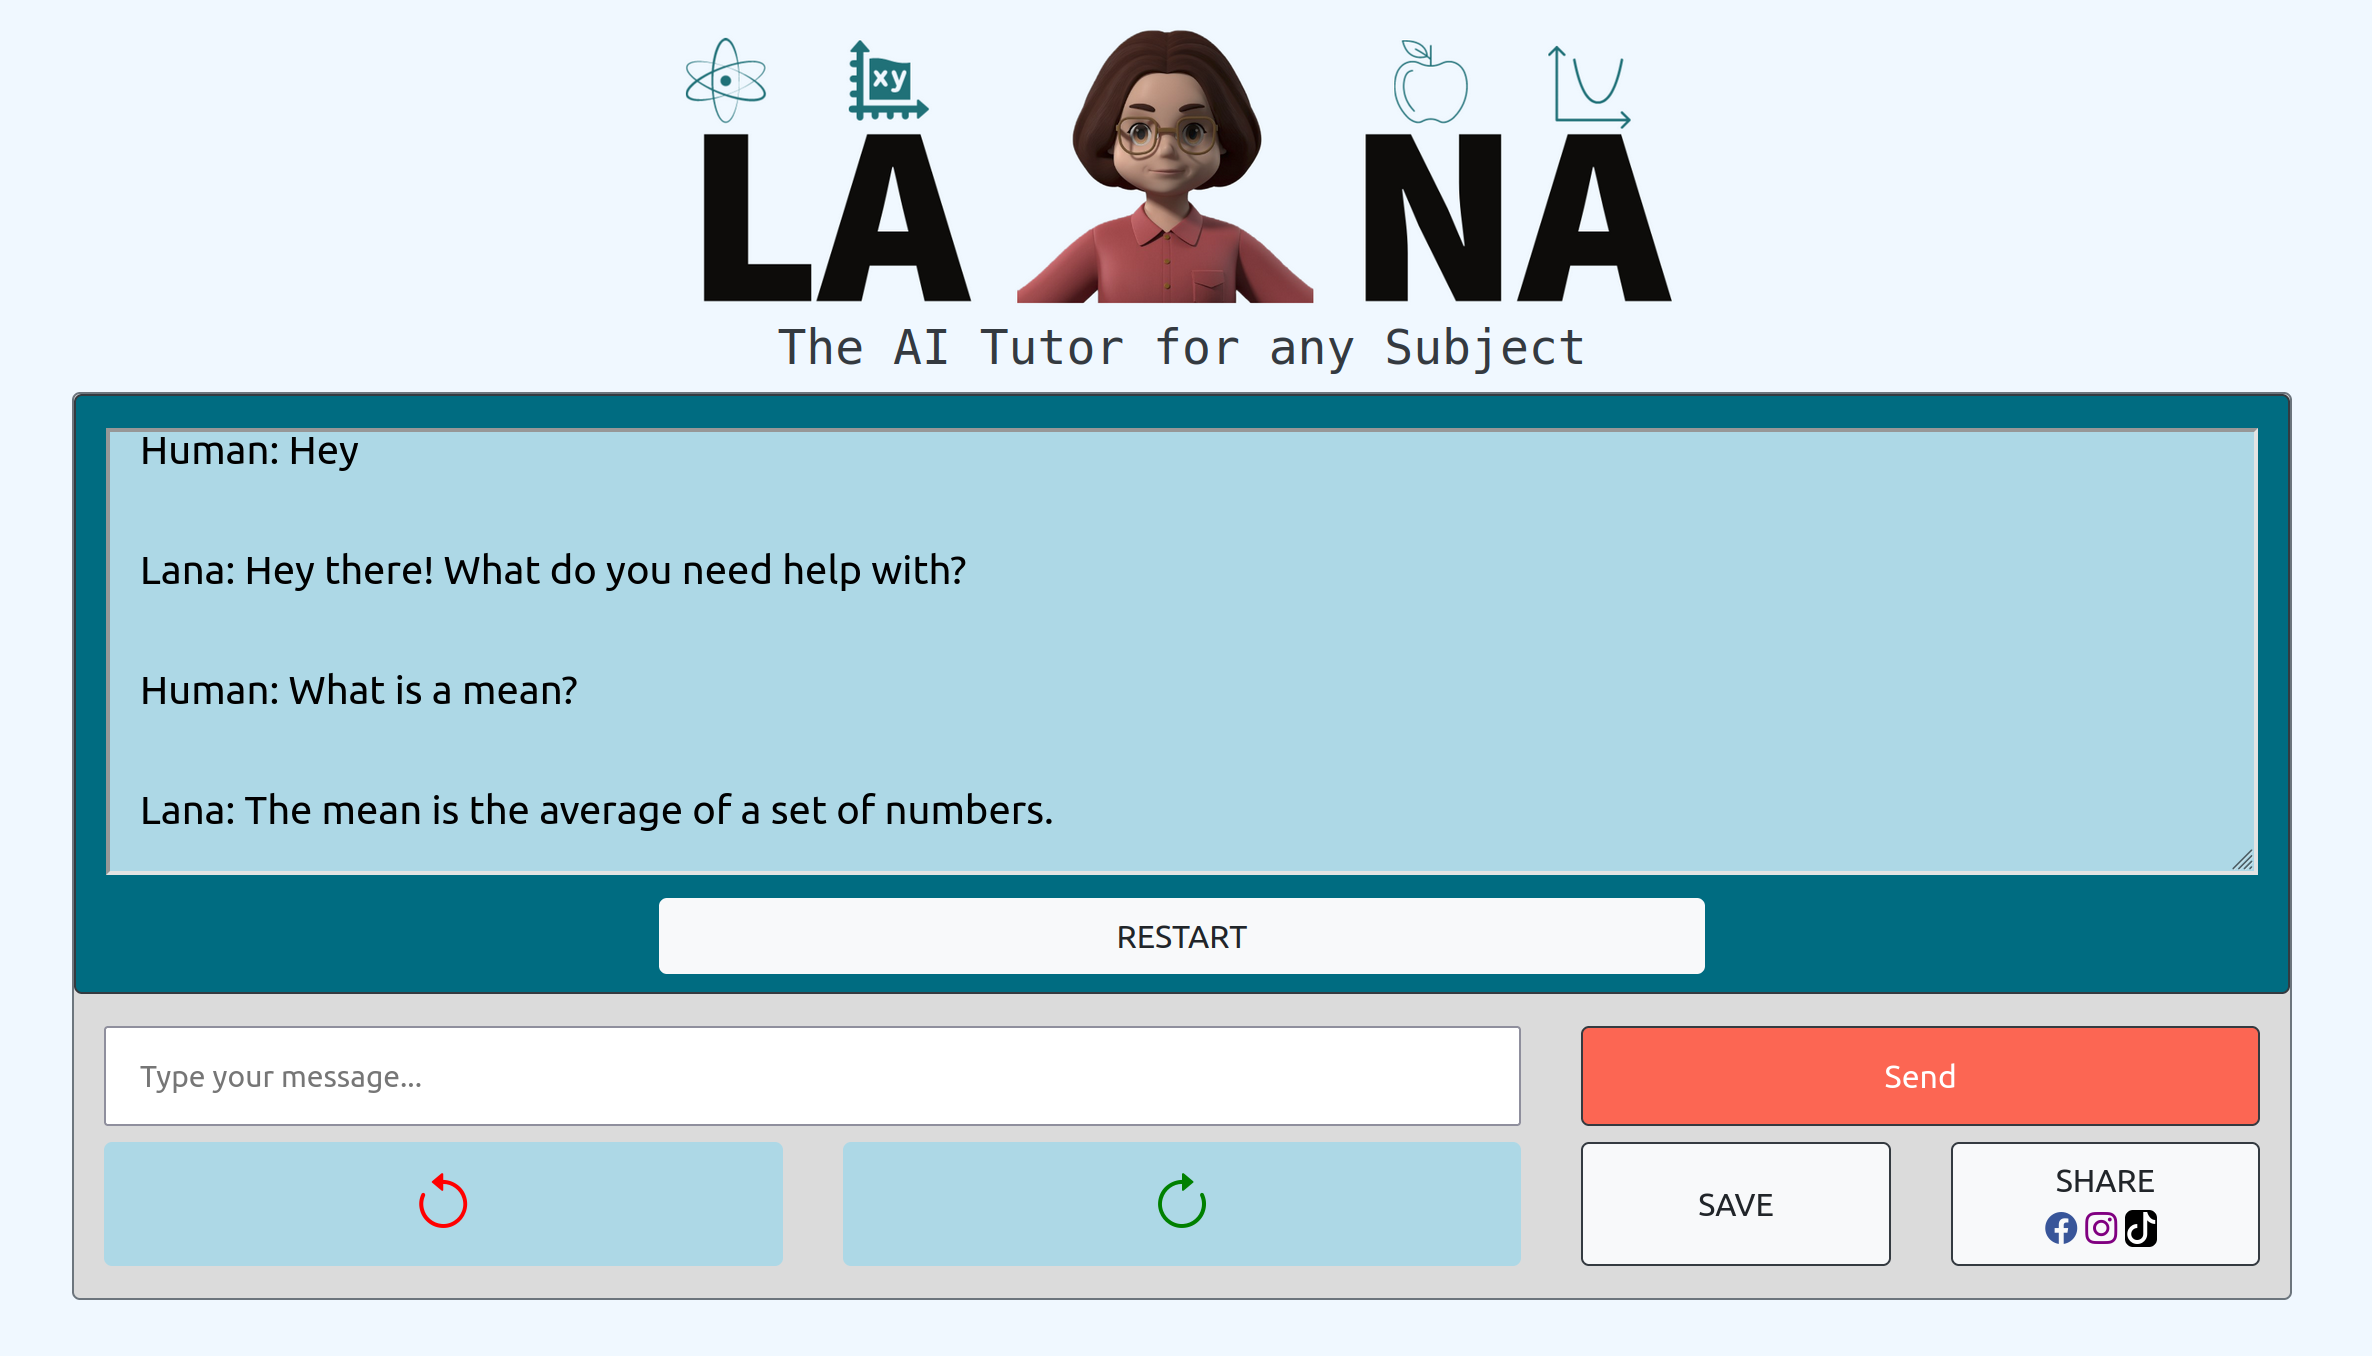 xy
LANA
The AI Tutor for any Subject
Human: Hey
Lana: Hey there! What do you need help with?
Human: What is a mean?
Lana: The mean is the average of a set of numbers.
RESTART
Type your message...
Send
SAVE
SHARE